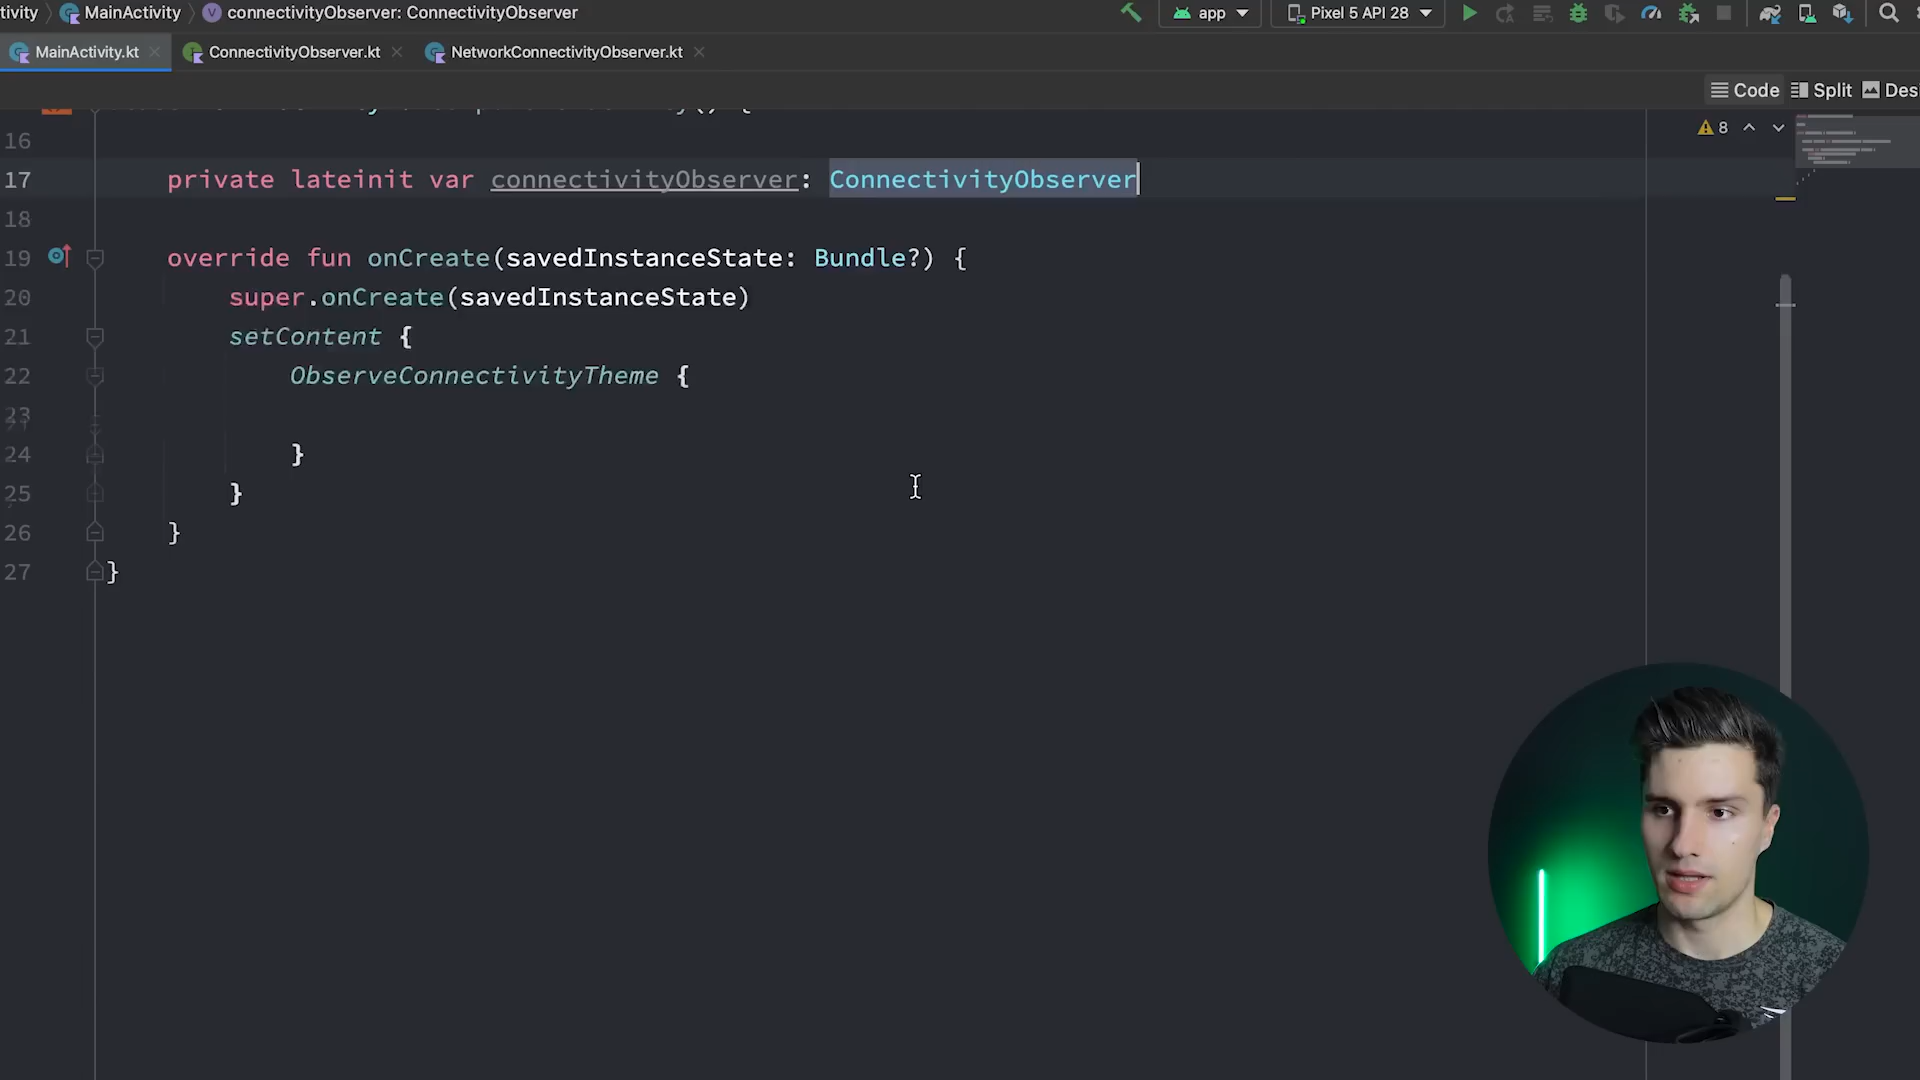 tivity MainActivity connectivityObserver: ConnectivityObserver app Pixel 5 API 28
MainActivity.kt ConnectivityObserver.kt NetworkConnectivityObserver.kt
Code Split Desi
8
16
17 private lateinit var connectivityObserver: ConnectivityObserver
18
19 override fun onCreate(savedInstanceState: Bundle?) {
20 super.onCreate(savedInstanceState)
21 setContent {
22 ObserveConnectivityTheme {
23
24 }
25 }
26 }
27 }